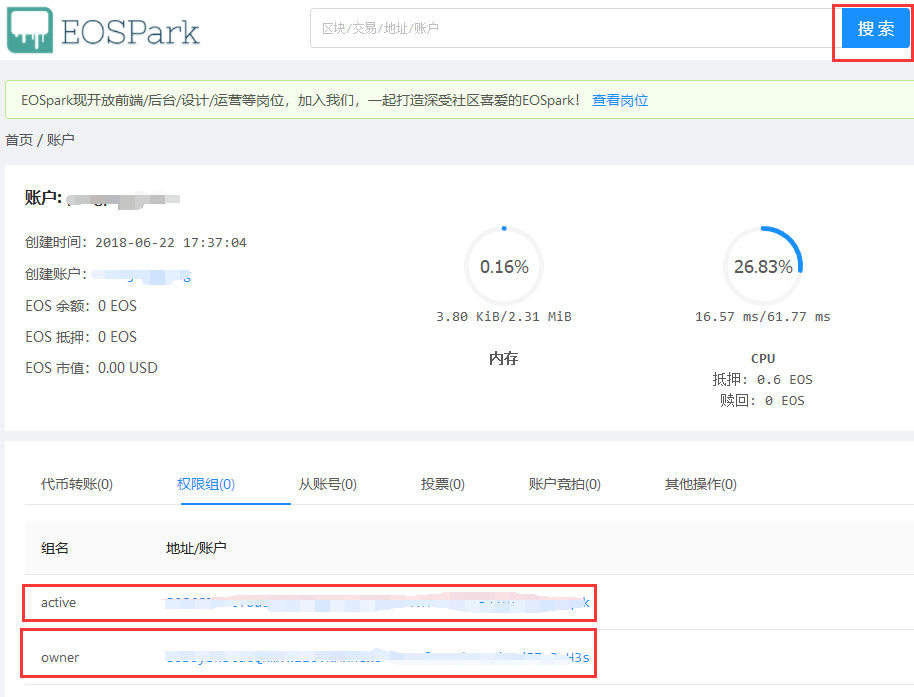 EOSPark
区块/交易/地址/账户
搜 索
EOSpark现开放前端/后台/设计/运营等岗位，加入我们，一起打造深受社区喜爱的EOSpark！ 查看岗位
首页 / 账户
账户:
创建时间: 2018-06-22 17:37:04
创建账户:
EOS 余额: 0 EOS
EOS 抵押: 0 EOS
EOS 市值: 0.00 USD
0.16%
3.80 KiB/2.31 MiB
内存
26.83%
16.57 ms/61.77 ms
CPU
抵押: 0.6 EOS
赎回: 0 EOS
代币转账(0) 权限组(0) 从账号(0) 投票(0) 账户竞拍(0) 其他操作(0)
组名 地址/账户
active
owner